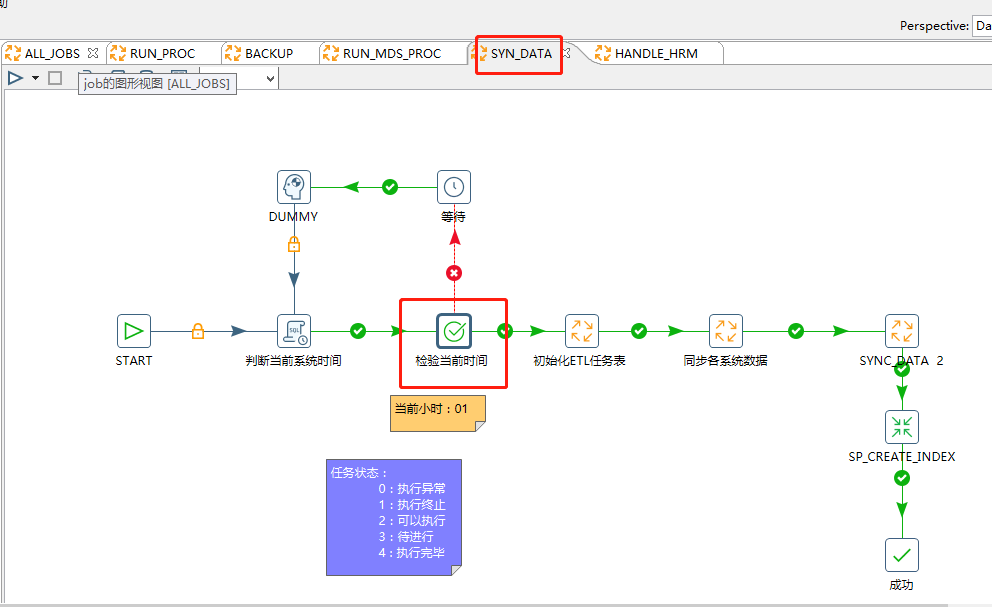 助
Perspective:
Da
ALL_JOBS
RUN_PROC
BACKUP
RUN_MDS_PROC
SYN_DATA
HANDLE_HRM
job的图形视图 [ALL_JOBS]
DUMMY
等待
START
SQL
判断当前系统时间
检验当前时间
初始化ETL任务表
同步各系统数据
SYNC_DATA 2
当前小时：01
SP_CREATE_INDEX
任务状态：
0：执行异常
1：执行终止
2：可以执行
3：待进行
4：执行完毕
成功